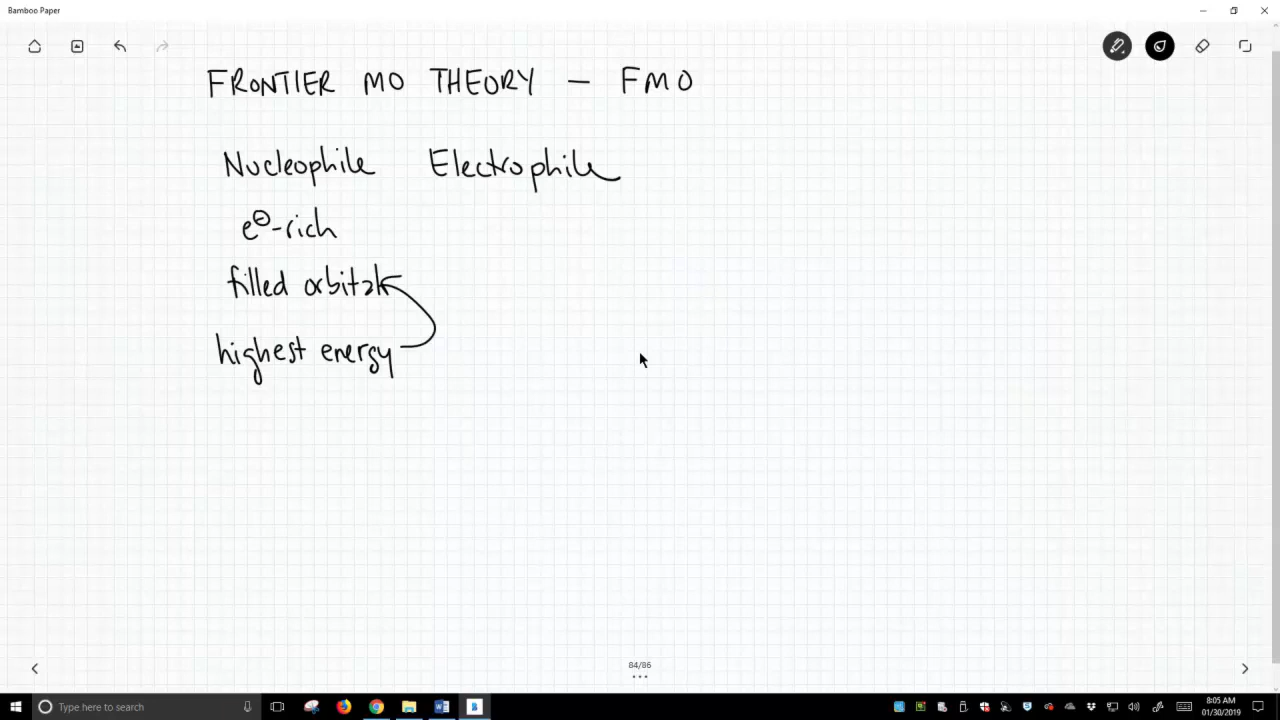 Bamboo Paper
FRONTIER MO THEORY — FMO
Nucleophile Electrophile
e⊖-rich
filled orbitals
highest energy
84/86
Type here to search
8:05 AM
01/30/2019